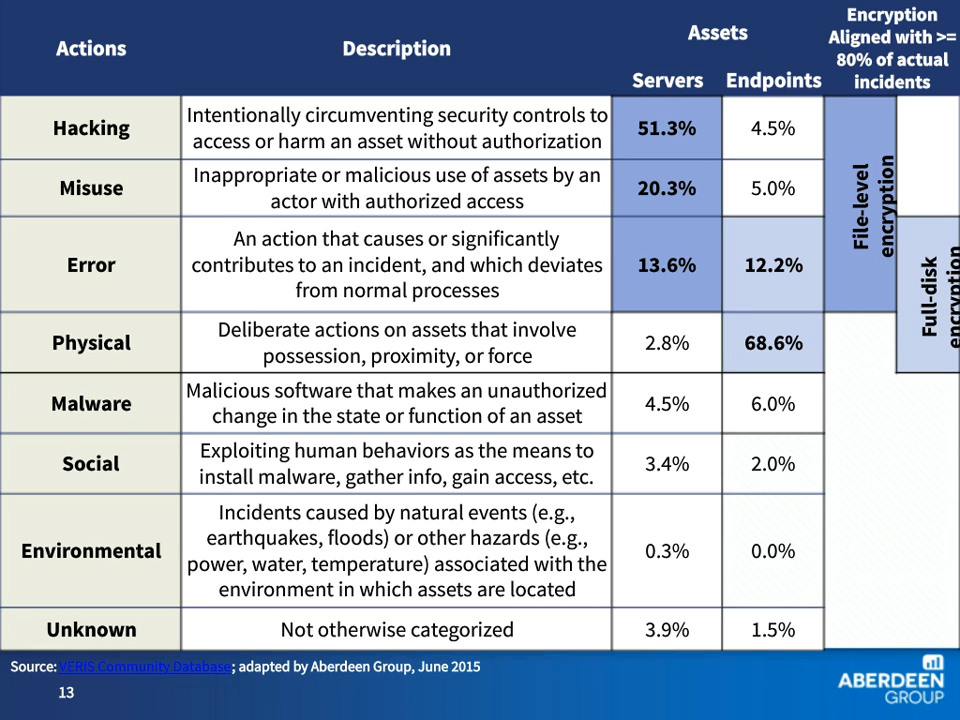 Actions
Description
Assets
Servers
Endpoints
Encryption
Aligned with >=
80% of actual
incidents
Hacking
Intentionally circumventing security controls to
access or harm an asset without authorization
51.3%
4.5%
Misuse
Inappropriate or malicious use of assets by an
actor with authorized access
20.3%
5.0%
Error
An action that causes or significantly
contributes to an incident, and which deviates
from normal processes
13.6%
12.2%
Physical
Deliberate actions on assets that involve
possession, proximity, or force
2.8%
68.6%
Malware
Malicious software that makes an unauthorized
change in the state or function of an asset
4.5%
6.0%
Social
Exploiting human behaviors as the means to
install malware, gather info, gain access, etc.
3.4%
2.0%
Environmental
Incidents caused by natural events (e.g.,
earthquakes, floods) or other hazards (e.g.,
power, water, temperature) associated with the
environment in which assets are located
0.3%
0.0%
Unknown
Not otherwise categorized
3.9%
1.5%
File-level
encryption
Full-disk
encryption
Source: VERIS Community Database; adapted by Aberdeen Group, June 2015
13
ABERDEEN
GROUP